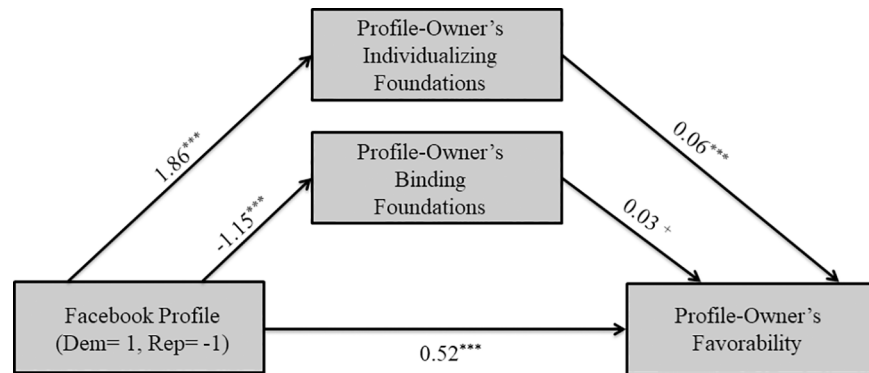 Profile-Owner’s
Individualizing
Foundations
1.86***
0.06***
Profile-Owner’s
Binding
Foundations
-1.15***
0.03 +
Facebook Profile
(Dem= 1, Rep= -1)
0.52***
Profile-Owner’s
Favorability